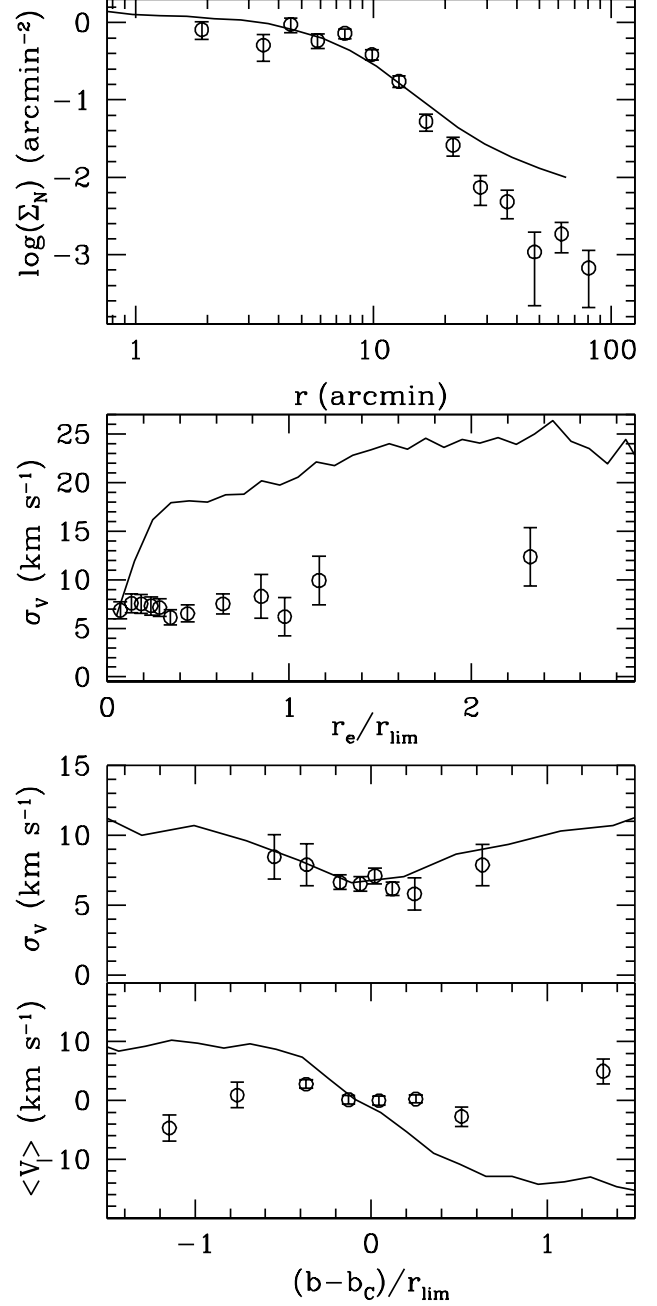 0
−1
−2
−3
log(Σ_N) (arcmin⁻²)
1 10 100
r (arcmin)
25
20
15
10
5
0
σ_V (km s⁻¹)
0 1 2
r_e/r_lim
15
10
5
0
σ_V (km s⁻¹)
10
0
−10
<V_l> (km s⁻¹)
−1 0 1
(b−b_C)/r_lim